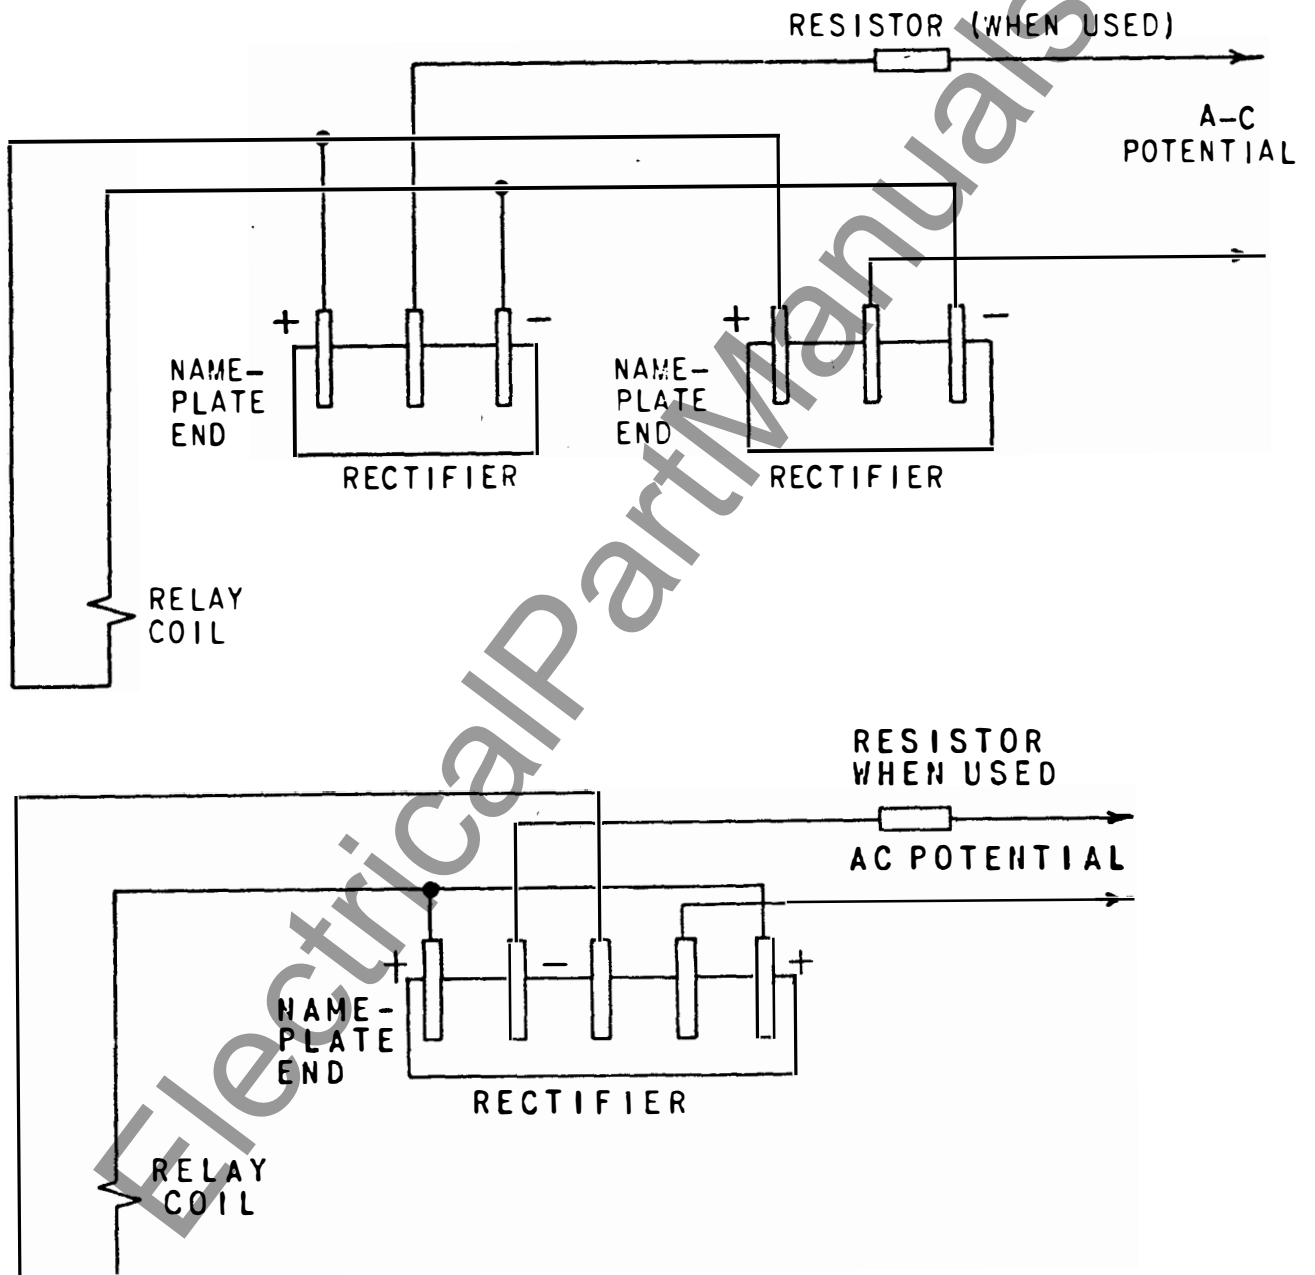 RESISTOR (WHEN USED)
A-C
POTENTIAL
+
-
+
-
NAME-
PLATE
END
NAME-
PLATE
END
RECTIFIER
RECTIFIER
RELAY
COIL
RESISTOR
WHEN USED
AC POTENTIAL
+
-
+
NAME-
PLATE
END
RECTIFIER
RELAY
COIL
ElectricalPartManuals